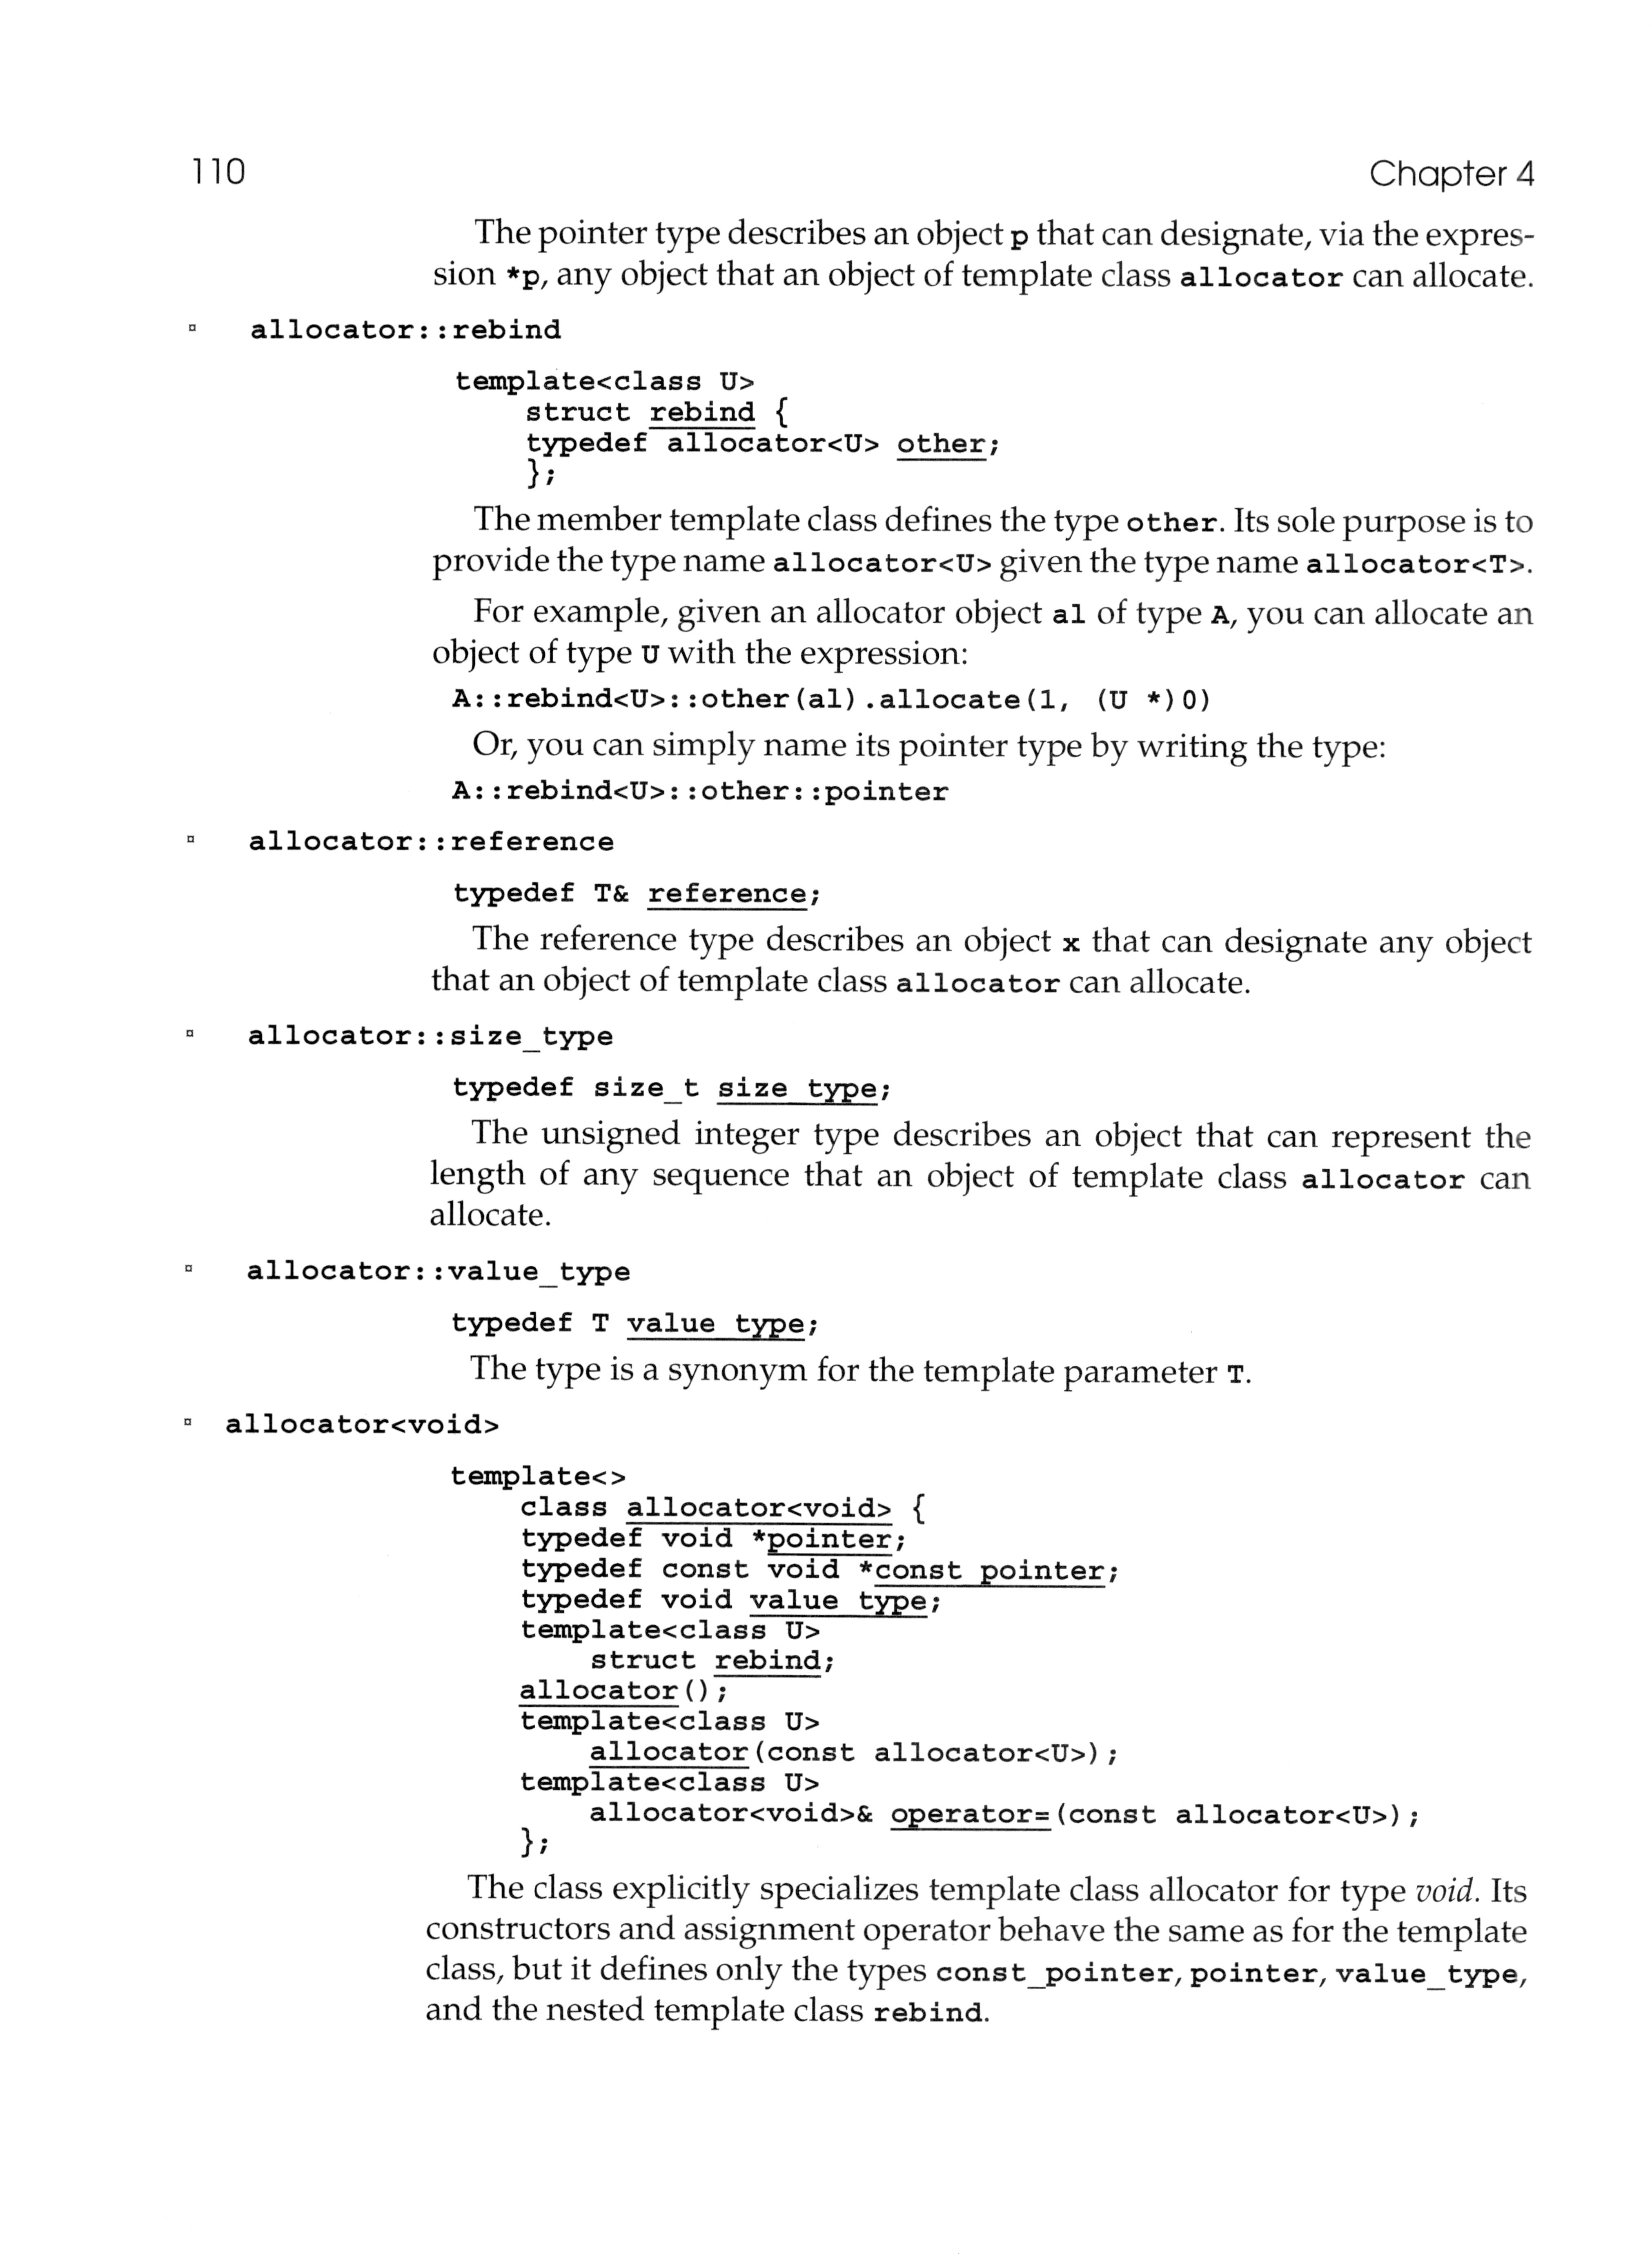 110 Chapter 4
The pointer type describes an object p that can designate, via the expres-
sion *p, any object that an object of template class allocator can allocate.
▫ allocator::rebind
template<class U>
struct rebind {
typedef allocator<U> other;
};
The member template class defines the type other. Its sole purpose is to
provide the type name allocator<U> given the type name allocator<T>.
For example, given an allocator object al of type A, you can allocate an
object of type U with the expression:
A::rebind<U>::other(al).allocate(1, (U *)0)
Or, you can simply name its pointer type by writing the type:
A::rebind<U>::other::pointer
▫ allocator::reference
typedef T& reference;
The reference type describes an object x that can designate any object
that an object of template class allocator can allocate.
▫ allocator::size_type
typedef size_t size_type;
The unsigned integer type describes an object that can represent the
length of any sequence that an object of template class allocator can
allocate.
▫ allocator::value_type
typedef T value_type;
The type is a synonym for the template parameter T.
▫ allocator<void>
template<>
class allocator<void> {
typedef void *pointer;
typedef const void *const_pointer;
typedef void value_type;
template<class U>
struct rebind;
allocator();
template<class U>
allocator(const allocator<U>);
template<class U>
allocator<void>& operator=(const allocator<U>);
};
The class explicitly specializes template class allocator for type void. Its
constructors and assignment operator behave the same as for the template
class, but it defines only the types const_pointer, pointer, value_type,
and the nested template class rebind.